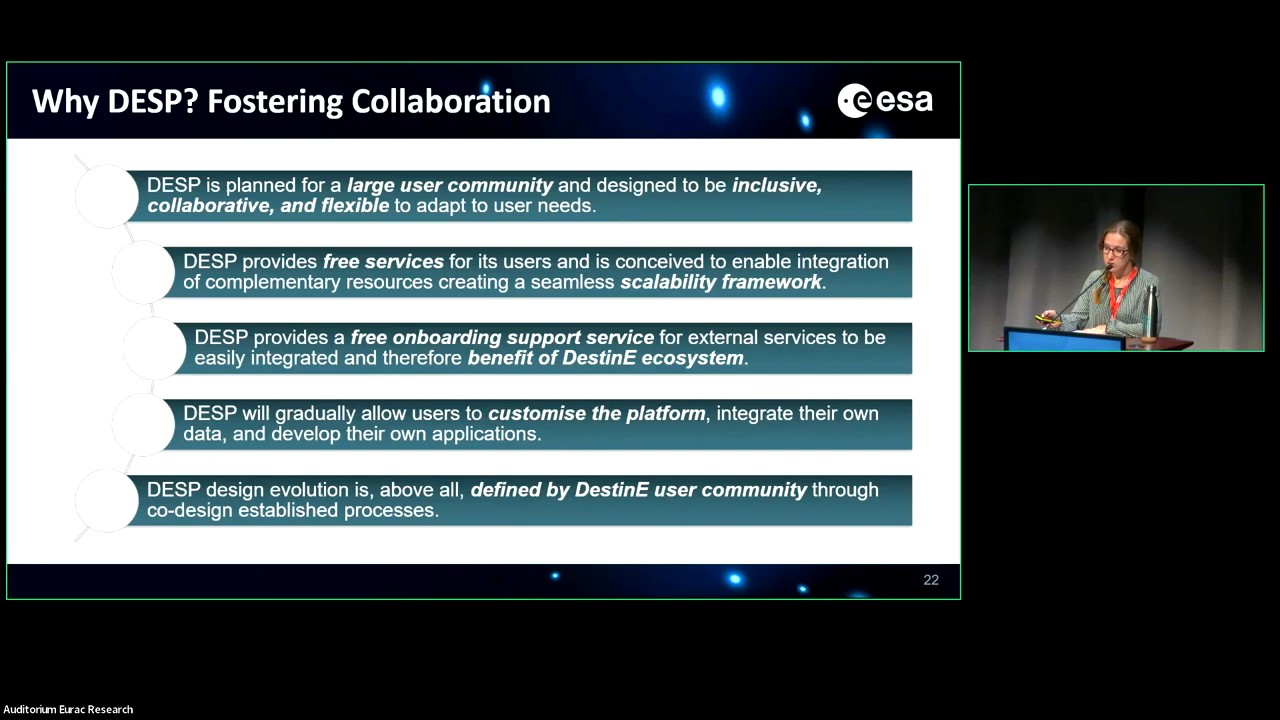 Why DESP? Fostering Collaboration
esa
DESP is planned for a large user community and designed to be inclusive,
collaborative, and flexible to adapt to user needs.
DESP provides free services for its users and is conceived to enable integration
of complementary resources creating a seamless scalability framework.
DESP provides a free onboarding support service for external services to be
easily integrated and therefore benefit of DestinE ecosystem.
DESP will gradually allow users to customise the platform, integrate their own
data, and develop their own applications.
DESP design evolution is, above all, defined by DestinE user community through
co-design established processes.
22
Auditorium Eurac Research